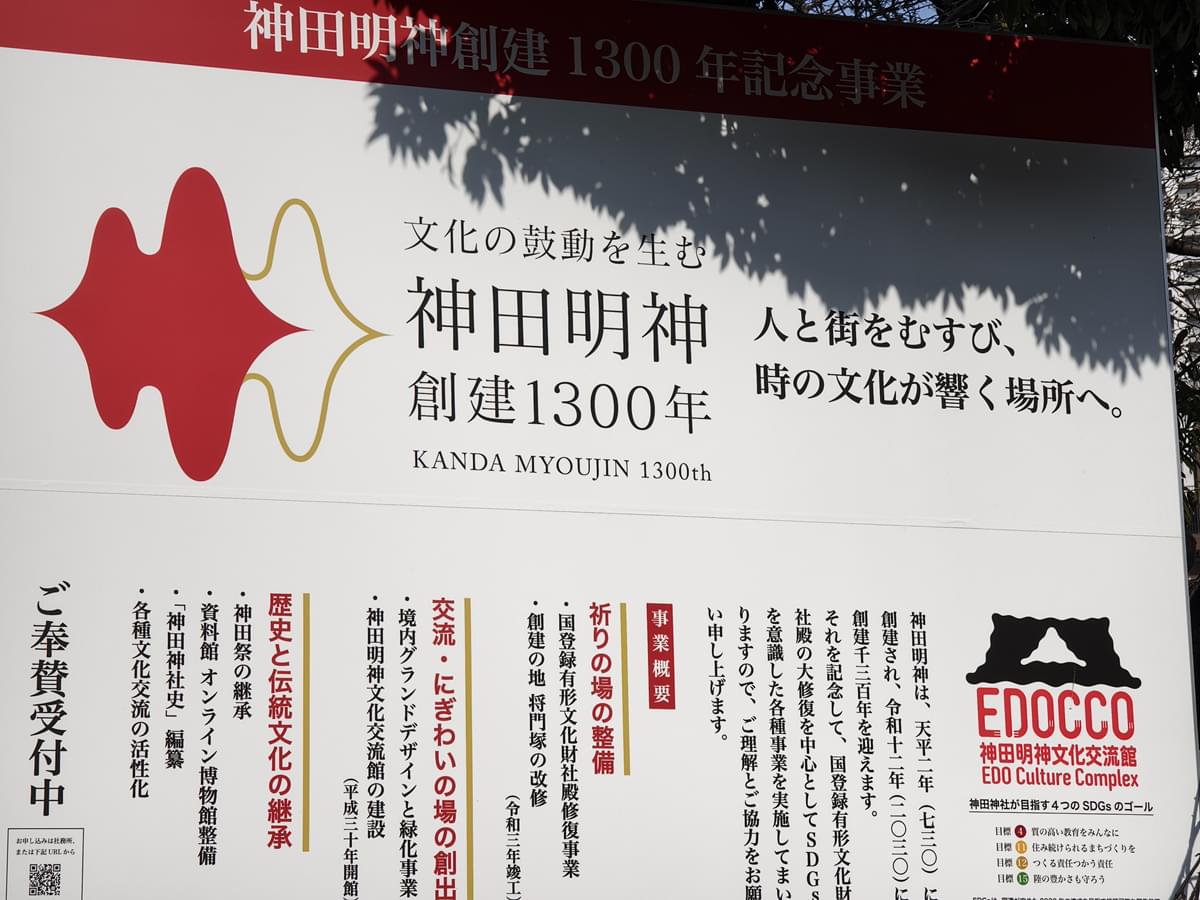 神田明神創建 1300 年記念事業
文化の鼓動を生む
神田明神
創建1300年
KANDA MYOUJIN 1300th
人と街をむすび、
時の文化が響く場所へ。
EDOCCO
神田明神文化交流館
EDO Culture Complex
神田神社が目指す4つの SDGs のゴール
目標 4 質の高い教育をみんなに
目標 11 住み続けられるまちづくりを
目標 12 つくる責任つかう責任
目標 15 陸の豊かさも守ろう
神田明神は、天平二年（七三〇）に
創建され、令和十二年（二〇三〇）に
創建千三百年を迎えます。
それを記念して、国登録有形文化財
社殿の大修復を中心としてSDGs
を意識した各種事業を実施してまい
りますので、ご理解とご協力をお願
い申し上げます。
事業概要
祈りの場の整備
・国登録有形文化財社殿修復事業
・創建の地 将門塚の改修
（令和三年竣工）
交流・にぎわいの場の創出
・境内グランドデザインと緑化事業
・神田明神文化交流館の建設
（平成三十年開館）
歴史と伝統文化の継承
・神田祭の継承
・資料館 オンライン博物館整備
・「神田神社史」編纂
・各種文化交流の活性化
ご奉賛受付中
お申し込みは社務所、
または下記 URL から